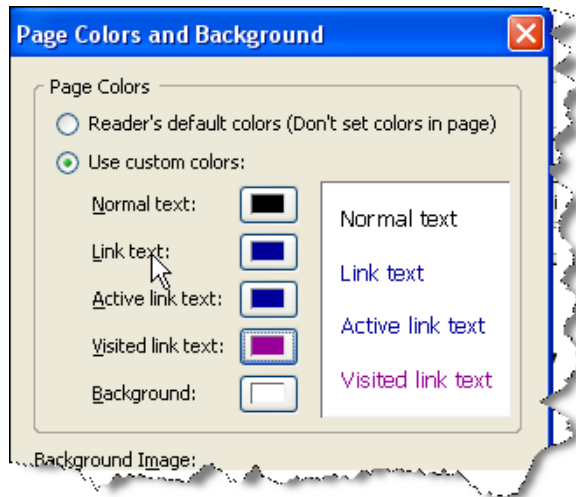 Page Colors and Background
Page Colors
Reader's default colors (Don't set colors in page)
Use custom colors:
Normal text:
Link text:
Active link text:
Visited link text:
Background:
Normal text
Link text
Active link text
Visited link text
Background Image: